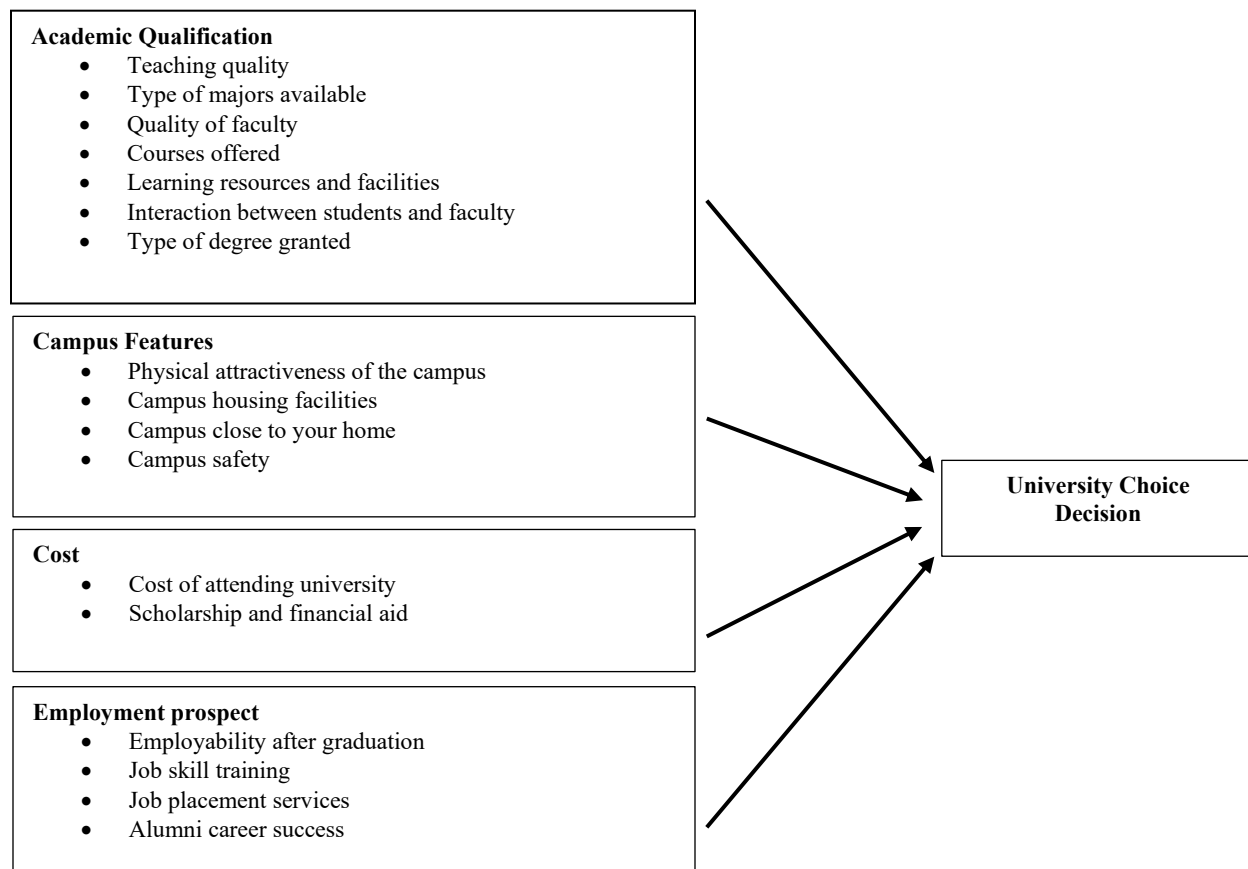 Academic Qualification
• Teaching quality
• Type of majors available
• Quality of faculty
• Courses offered
• Learning resources and facilities
• Interaction between students and faculty
• Type of degree granted
Campus Features
• Physical attractiveness of the campus
• Campus housing facilities
• Campus close to your home
• Campus safety
Cost
• Cost of attending university
• Scholarship and financial aid
Employment prospect
• Employability after graduation
• Job skill training
• Job placement services
• Alumni career success
University Choice
Decision